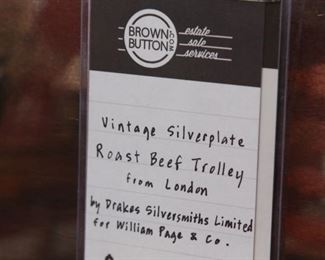 BROWN
BUTTON
.COM
estate
sale
services
Vintage Silverplate
Roast Beef Trolley
from London
by Drakes Silversmiths Limited
for William Page & Co.